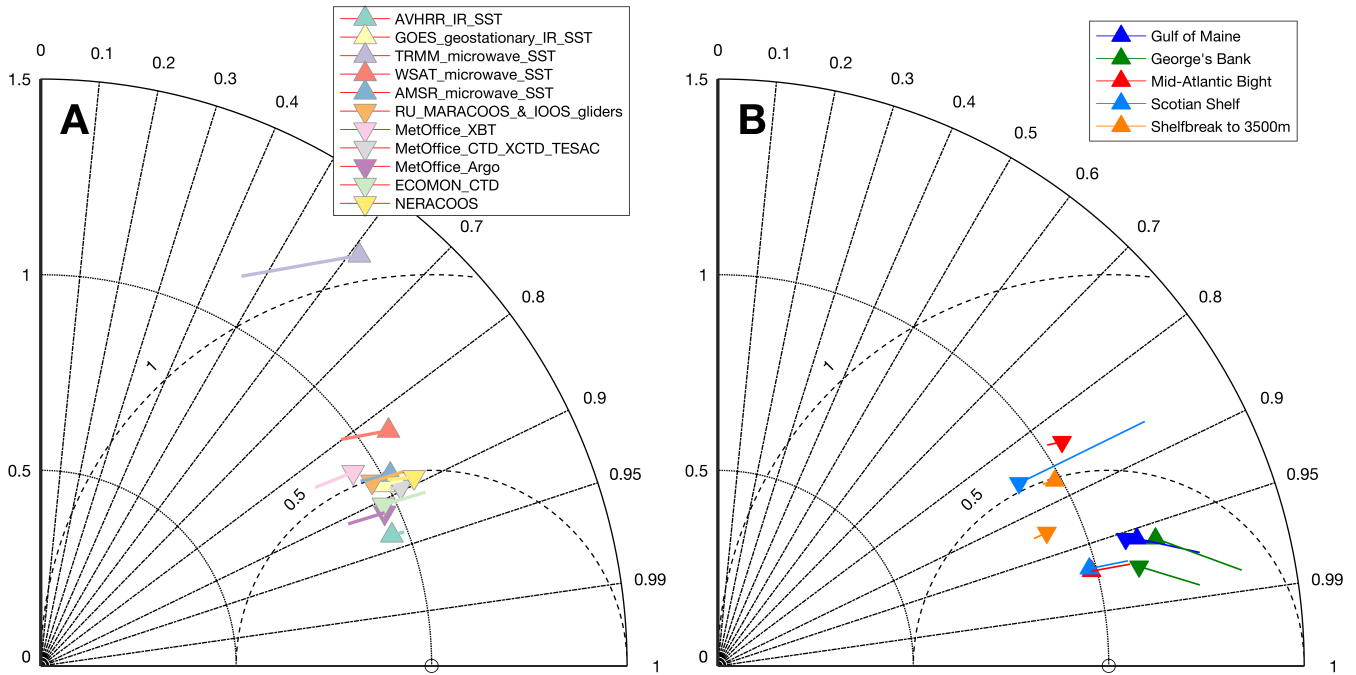 A
AVHRR_IR_SST
GOES_geostationary_IR_SST
TRMM_microwave_SST
WSAT_microwave_SST
AMSR_microwave_SST
RU_MARACOOS_&_IOOS_gliders
MetOffice_XBT
MetOffice_CTD_XCTD_TESAC
MetOffice_Argo
ECOMON_CTD
NERACOOS
0
0.1
0.2
0.3
0.4
0.7
0.8
0.9
0.95
0.99
1
1.5
1
0.5
0
1
0.5
B
Gulf of Maine
George's Bank
Mid-Atlantic Bight
Scotian Shelf
Shelfbreak to 3500m
0
0.1
0.2
0.3
0.4
0.5
0.6
0.7
0.8
0.9
0.95
0.99
1
1.5
1
0.5
0
1
0.5